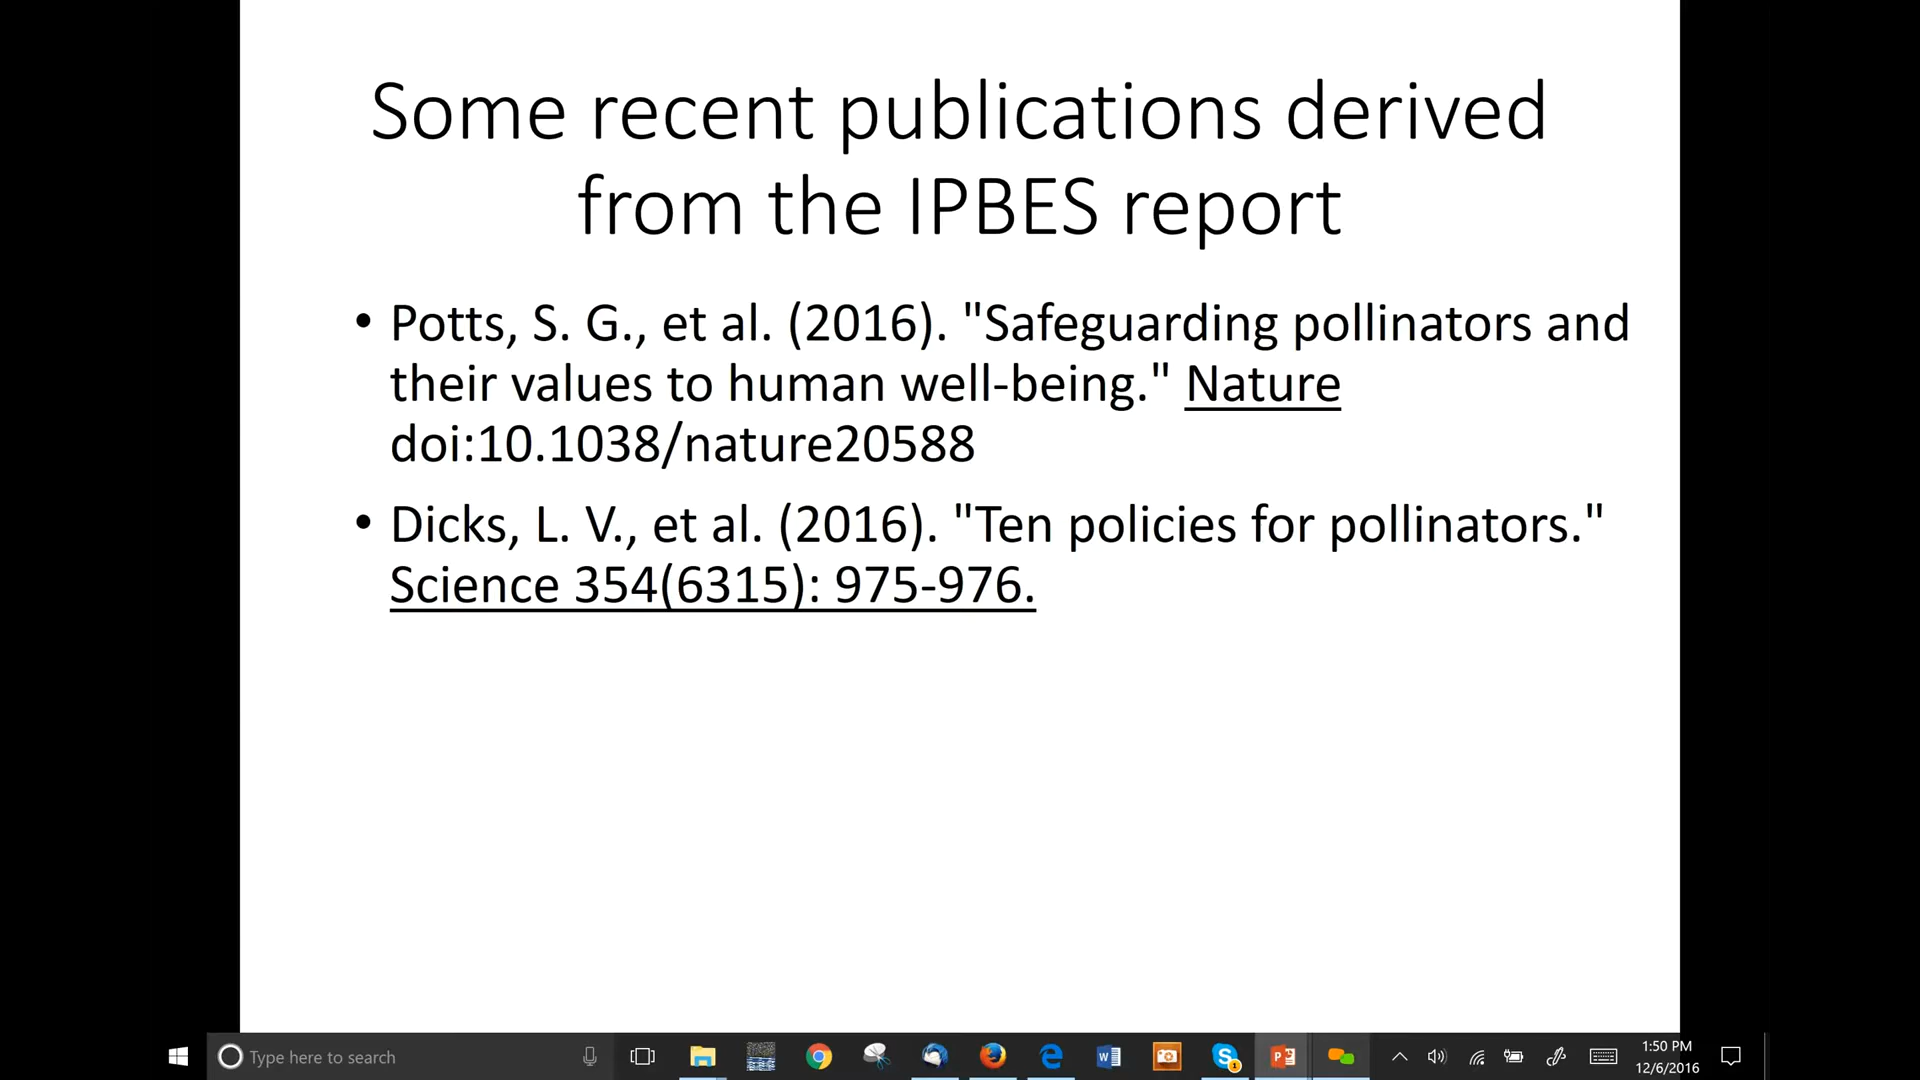 Some recent publications derived
from the IPBES report
• Potts, S. G., et al. (2016). "Safeguarding pollinators and
their values to human well-being." Nature
doi:10.1038/nature20588
• Dicks, L. V., et al. (2016). "Ten policies for pollinators."
Science 354(6315): 975-976.
Type here to search
1:50 PM
12/6/2016